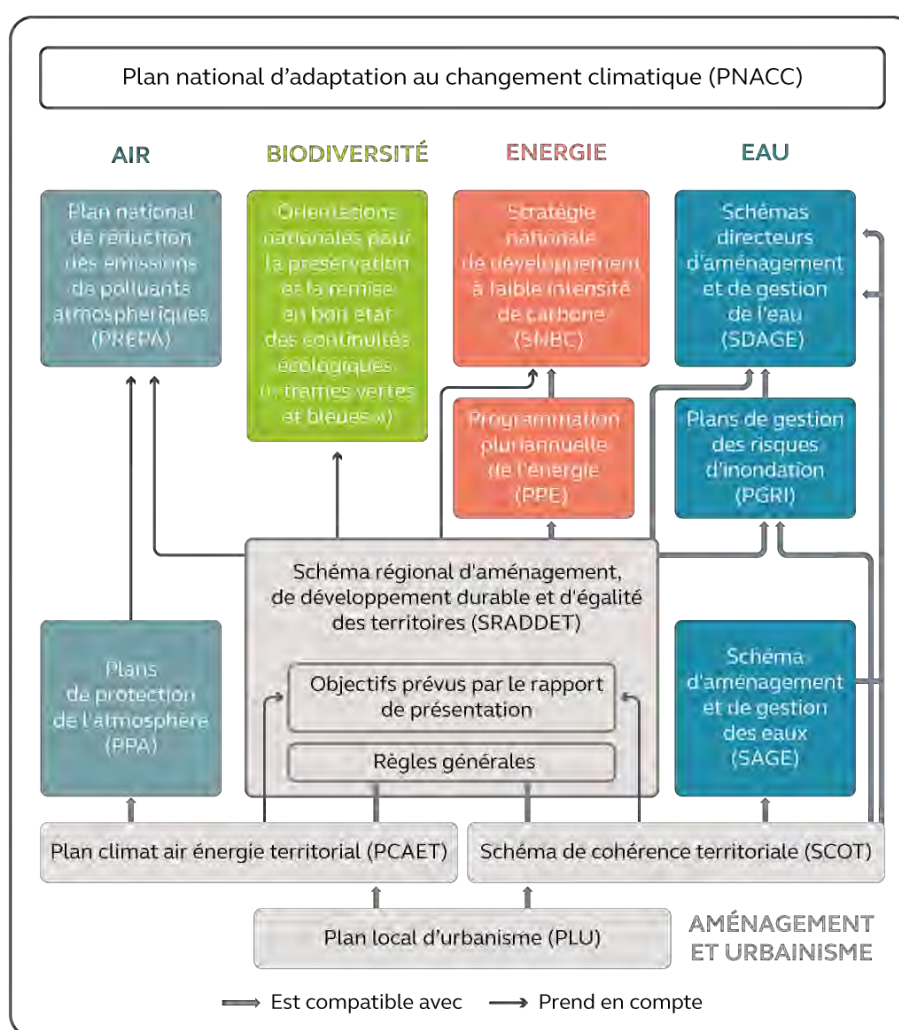 Plan national d'adaptation au changement climatique (PNACC)
AIR
BIODIVERSITÉ
ENERGIE
EAU
Plan national
de réduction
des émissions
de polluants
atmosphériques
(PREPA)
Orientations
nationales pour
la préservation
et la remise
en bon état
des continuités
écologiques
(« trames vertes
et bleues »)
Stratégie
nationale
de développement
à faible intensité
de carbone
(SNBC)
Schémas
directeurs
d'aménagement
et de gestion
de l'eau
(SDAGE)
Programmation
pluriannuelle
de l'énergie
(PPE)
Plans de gestion
des risques
d'inondation
(PGRI)
Schéma régional d'aménagement,
de développement durable et d'égalité
des territoires (SRADDET)
Objectifs prévus par le rapport
de présentation
Règles générales
Plans
de protection
de l'atmosphère
(PPA)
Schéma
d'aménagement
et de gestion
des eaux
(SAGE)
Plan climat air énergie territorial (PCAET)
Schéma de cohérence territoriale (SCOT)
Plan local d'urbanisme (PLU)
AMÉNAGEMENT
ET URBAINISME
Est compatible avec
Prend en compte